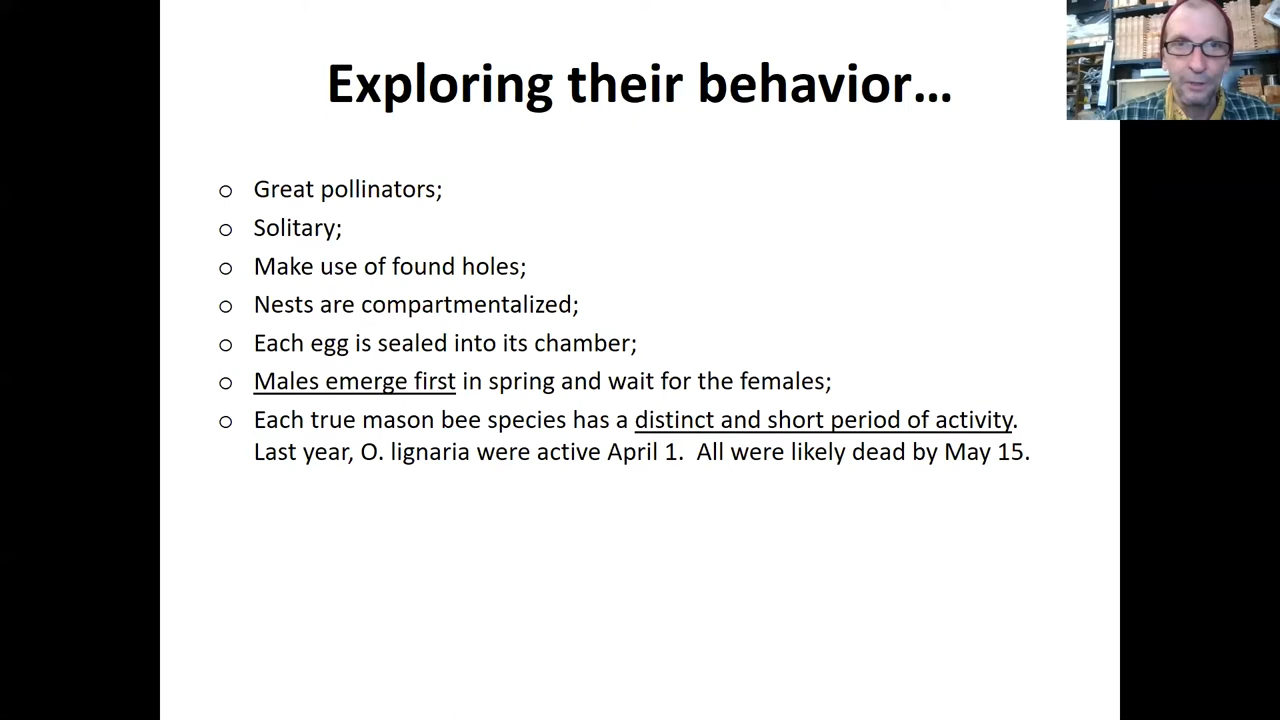 Exploring their behavior…
o Great pollinators;
o Solitary;
o Make use of found holes;
o Nests are compartmentalized;
o Each egg is sealed into its chamber;
o Males emerge first in spring and wait for the females;
o Each true mason bee species has a distinct and short period of activity.
Last year, O. lignaria were active April 1.  All were likely dead by May 15.